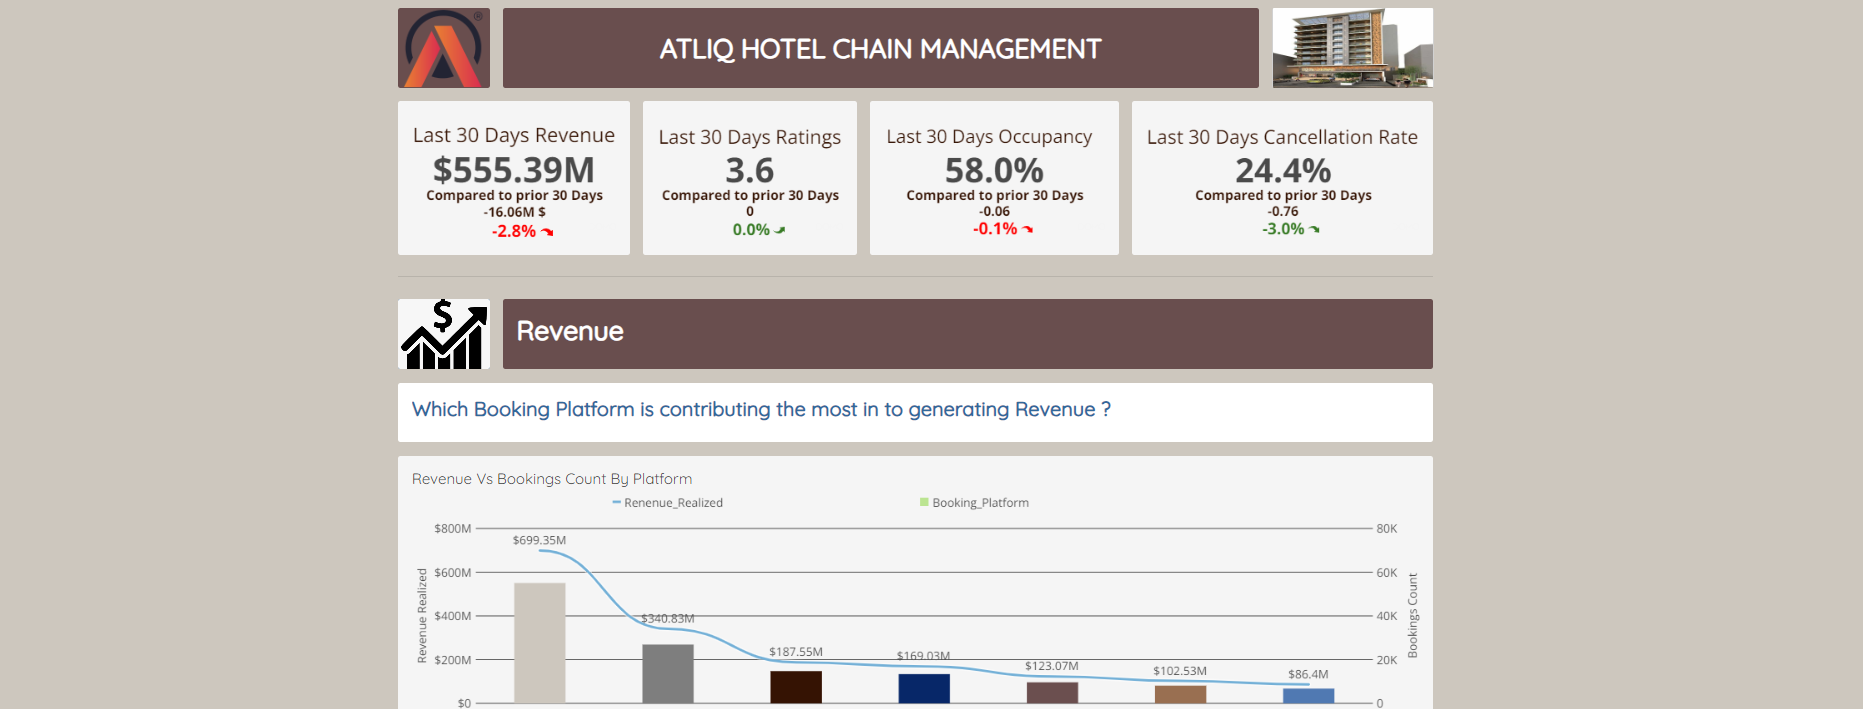 ATLIQ HOTEL CHAIN MANAGEMENT
®
Last 30 Days Revenue
$555.39M
Compared to prior 30 Days
-16.06M $
-2.8%
Last 30 Days Ratings
3.6
Compared to prior 30 Days
0
0.0%
Last 30 Days Occupancy
58.0%
Compared to prior 30 Days
-0.06
-0.1%
Last 30 Days Cancellation Rate
24.4%
Compared to prior 30 Days
-0.76
-3.0%
$
Revenue
Which Booking Platform is contributing the most in to generating Revenue ?
Revenue Vs Bookings Count By Platform
Renenue_Realized
Booking_Platform
Revenue Realized
$800M
$600M
$400M
$200M
$0
$699.35M
$340.83M
$187.55M
$169.03M
$123.07M
$102.53M
$86.4M
80K
60K
40K
20K
0
Bookings Count